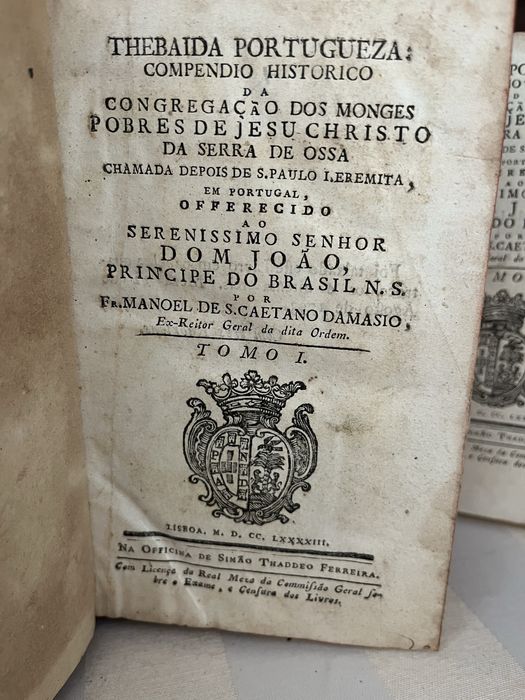 THEBAIDA PORTUGUEZA:
COMPENDIO HISTORICO
DA
CONGREGAÇÃO DOS MONGES
POBRES DE JESU CHRISTO
DA SERRA DE OSSA
CHAMADA DEPOIS DE S. PAULO I. EREMITA,
EM PORTUGAL,
OFFERECIDO
AO
SERENISSIMO SENHOR
DOM JOÃO,
PRINCIPE DO BRASIL N. S.
POR
FR. MANOEL DE S. CAETANO DAMASIO,
Ex-Reitor Geral da dita Ordem.
TOMO I.
LISBOA. M. D. CC. LXXXXIII.
NA OFFICINA DE SIMÃO THADDEO FERREIRA.
Com Licença da Real Meza da Commissão Geral so-
bre o Exame, e Censura dos Livros.